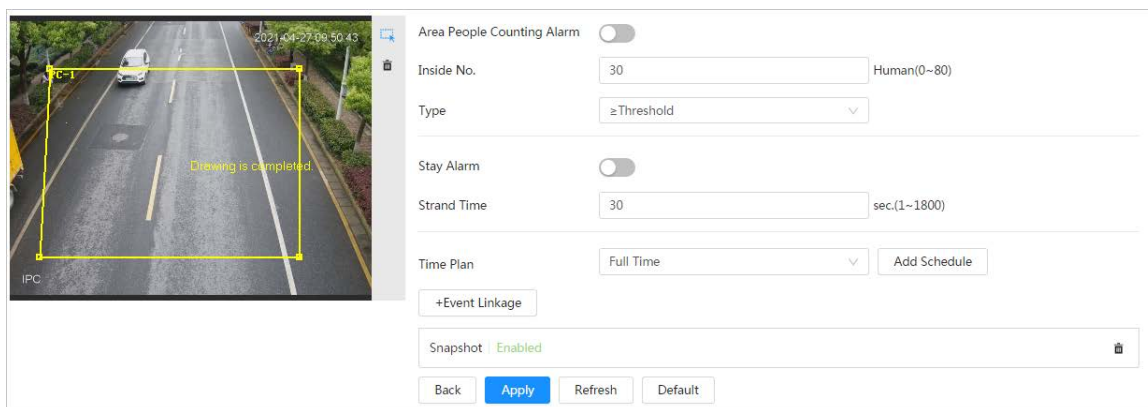 2021-04-27 09:50:43
PC-1
Drawing is completed.
IPC
Area People Counting Alarm
Inside No. 30 Human(0~80)
Type ≥Threshold
Stay Alarm
Strand Time 30 sec.(1~1800)
Time Plan Full Time Add Schedule
+Event Linkage
Snapshot Enabled
Back Apply Refresh Default